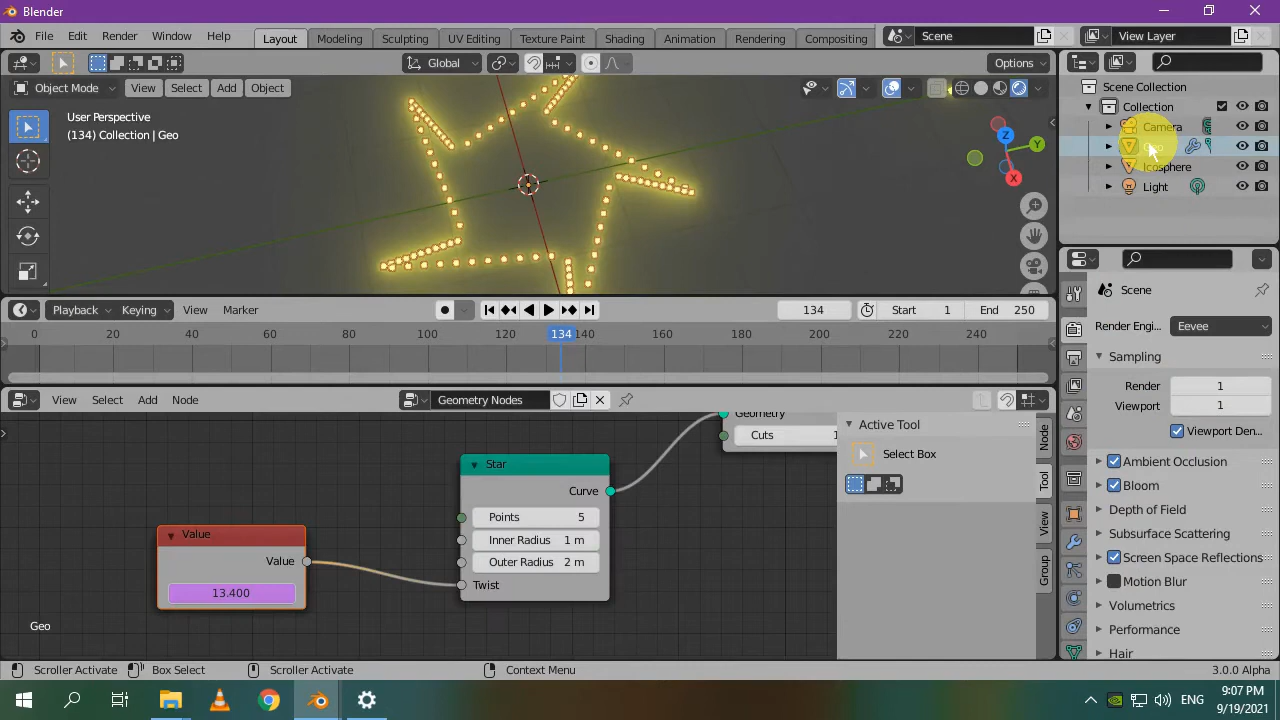 Blender
File Edit Render Window Help Layout Modeling Sculpting UV Editing Texture Paint Shading Animation Rendering Compositing Scene View Layer
Global Options
Object Mode View Select Add Object
User Perspective
(134) Collection | Geo
Z
Y
X
Scene Collection
Collection
Camera
Geo
Icosphere
Light
Playback Keying View Marker 134 Start 1 End 250
0 20 40 60 80 100 120 134 140 160 180 200 220 240
View Select Add Node Geometry Nodes
Scene
Render Engi... Eevee
Sampling
Render 1
Viewport 1
Viewport Den...
Ambient Occlusion
Bloom
Depth of Field
Subsurface Scattering
Screen Space Reflections
Motion Blur
Volumetrics
Performance
Hair
Geometry
Cuts 1
Star
Curve
Points 5
Inner Radius 1 m
Outer Radius 2 m
Twist
Value
Value
13.400
Active Tool
Select Box
Node
Tool
View
Group
Geo
Scroller Activate Box Select Scroller Activate Context Menu 3.0.0 Alpha
ENG
9:07 PM
9/19/2021